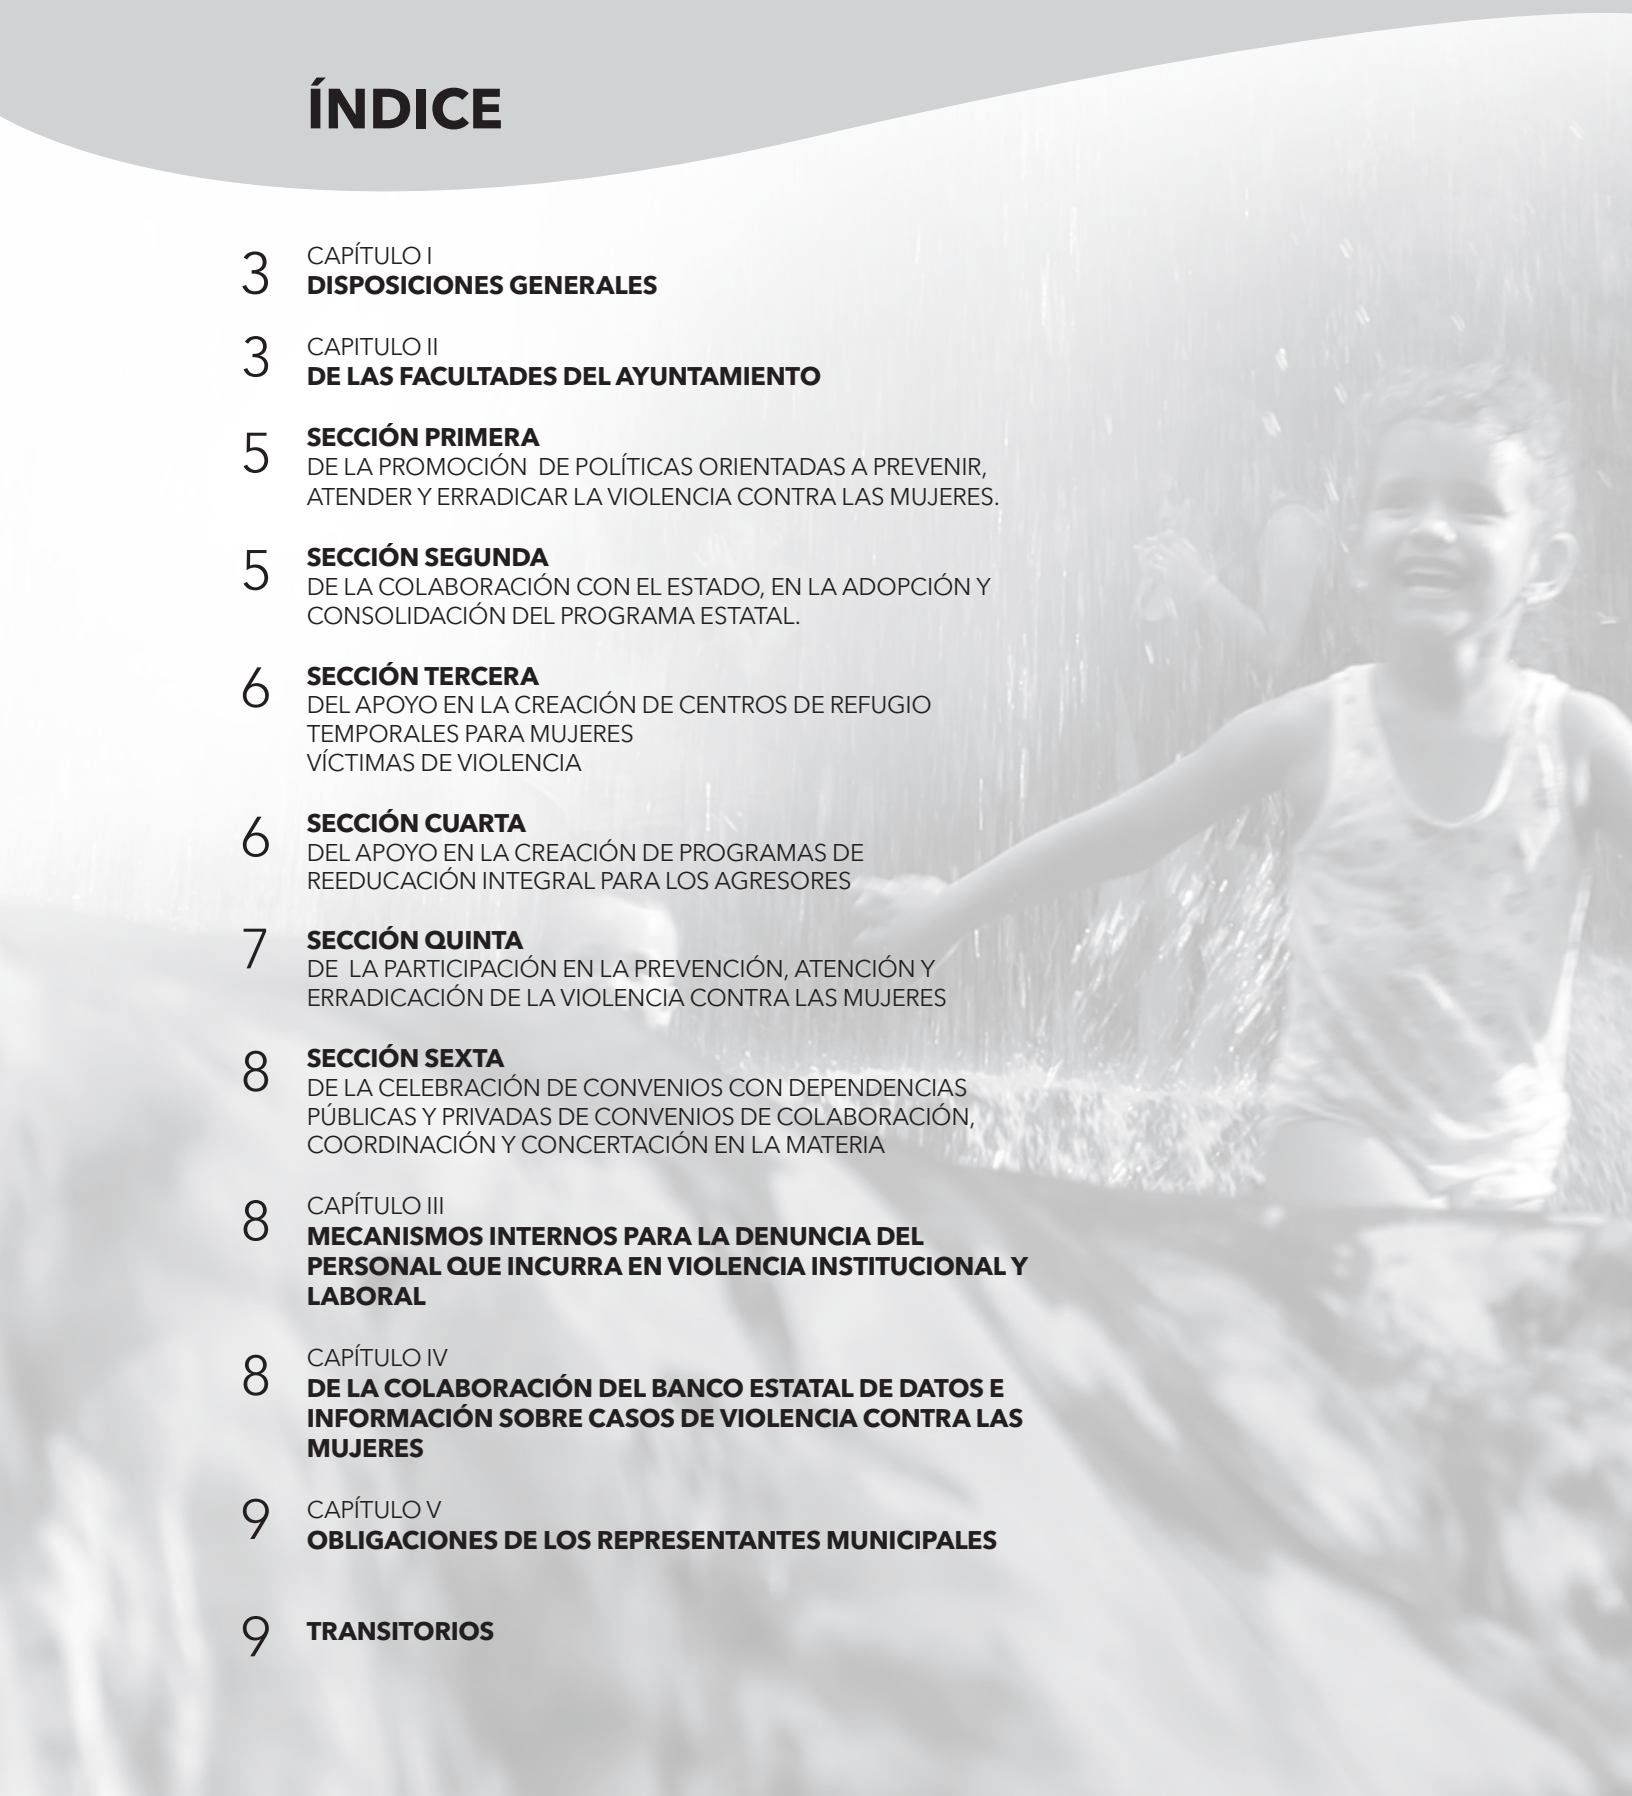 ÍNDICE
3
CAPÍTULO I
DISPOSICIONES GENERALES
3
CAPITULO II
DE LAS FACULTADES DEL AYUNTAMIENTO
5
SECCIÓN PRIMERA
DE LA PROMOCIÓN  DE POLÍTICAS ORIENTADAS A PREVENIR,
ATENDER Y ERRADICAR LA VIOLENCIA CONTRA LAS MUJERES.
5
SECCIÓN SEGUNDA
DE LA COLABORACIÓN CON EL ESTADO, EN LA ADOPCIÓN Y
CONSOLIDACIÓN DEL PROGRAMA ESTATAL.
6
SECCIÓN TERCERA
DEL APOYO EN LA CREACIÓN DE CENTROS DE REFUGIO
TEMPORALES PARA MUJERES
VÍCTIMAS DE VIOLENCIA
6
SECCIÓN CUARTA
DEL APOYO EN LA CREACIÓN DE PROGRAMAS DE
REEDUCACIÓN INTEGRAL PARA LOS AGRESORES
7
SECCIÓN QUINTA
DE  LA PARTICIPACIÓN EN LA PREVENCIÓN, ATENCIÓN Y
ERRADICACIÓN DE LA VIOLENCIA CONTRA LAS MUJERES
8
SECCIÓN SEXTA
DE LA CELEBRACIÓN DE CONVENIOS CON DEPENDENCIAS
PÚBLICAS Y PRIVADAS DE CONVENIOS DE COLABORACIÓN,
COORDINACIÓN Y CONCERTACIÓN EN LA MATERIA
8
CAPÍTULO III
MECANISMOS INTERNOS PARA LA DENUNCIA DEL
PERSONAL QUE INCURRA EN VIOLENCIA INSTITUCIONAL Y
LABORAL
8
CAPÍTULO IV
DE LA COLABORACIÓN DEL BANCO ESTATAL DE DATOS E
INFORMACIÓN SOBRE CASOS DE VIOLENCIA CONTRA LAS
MUJERES
9
CAPÍTULO V
OBLIGACIONES DE LOS REPRESENTANTES MUNICIPALES
9
TRANSITORIOS